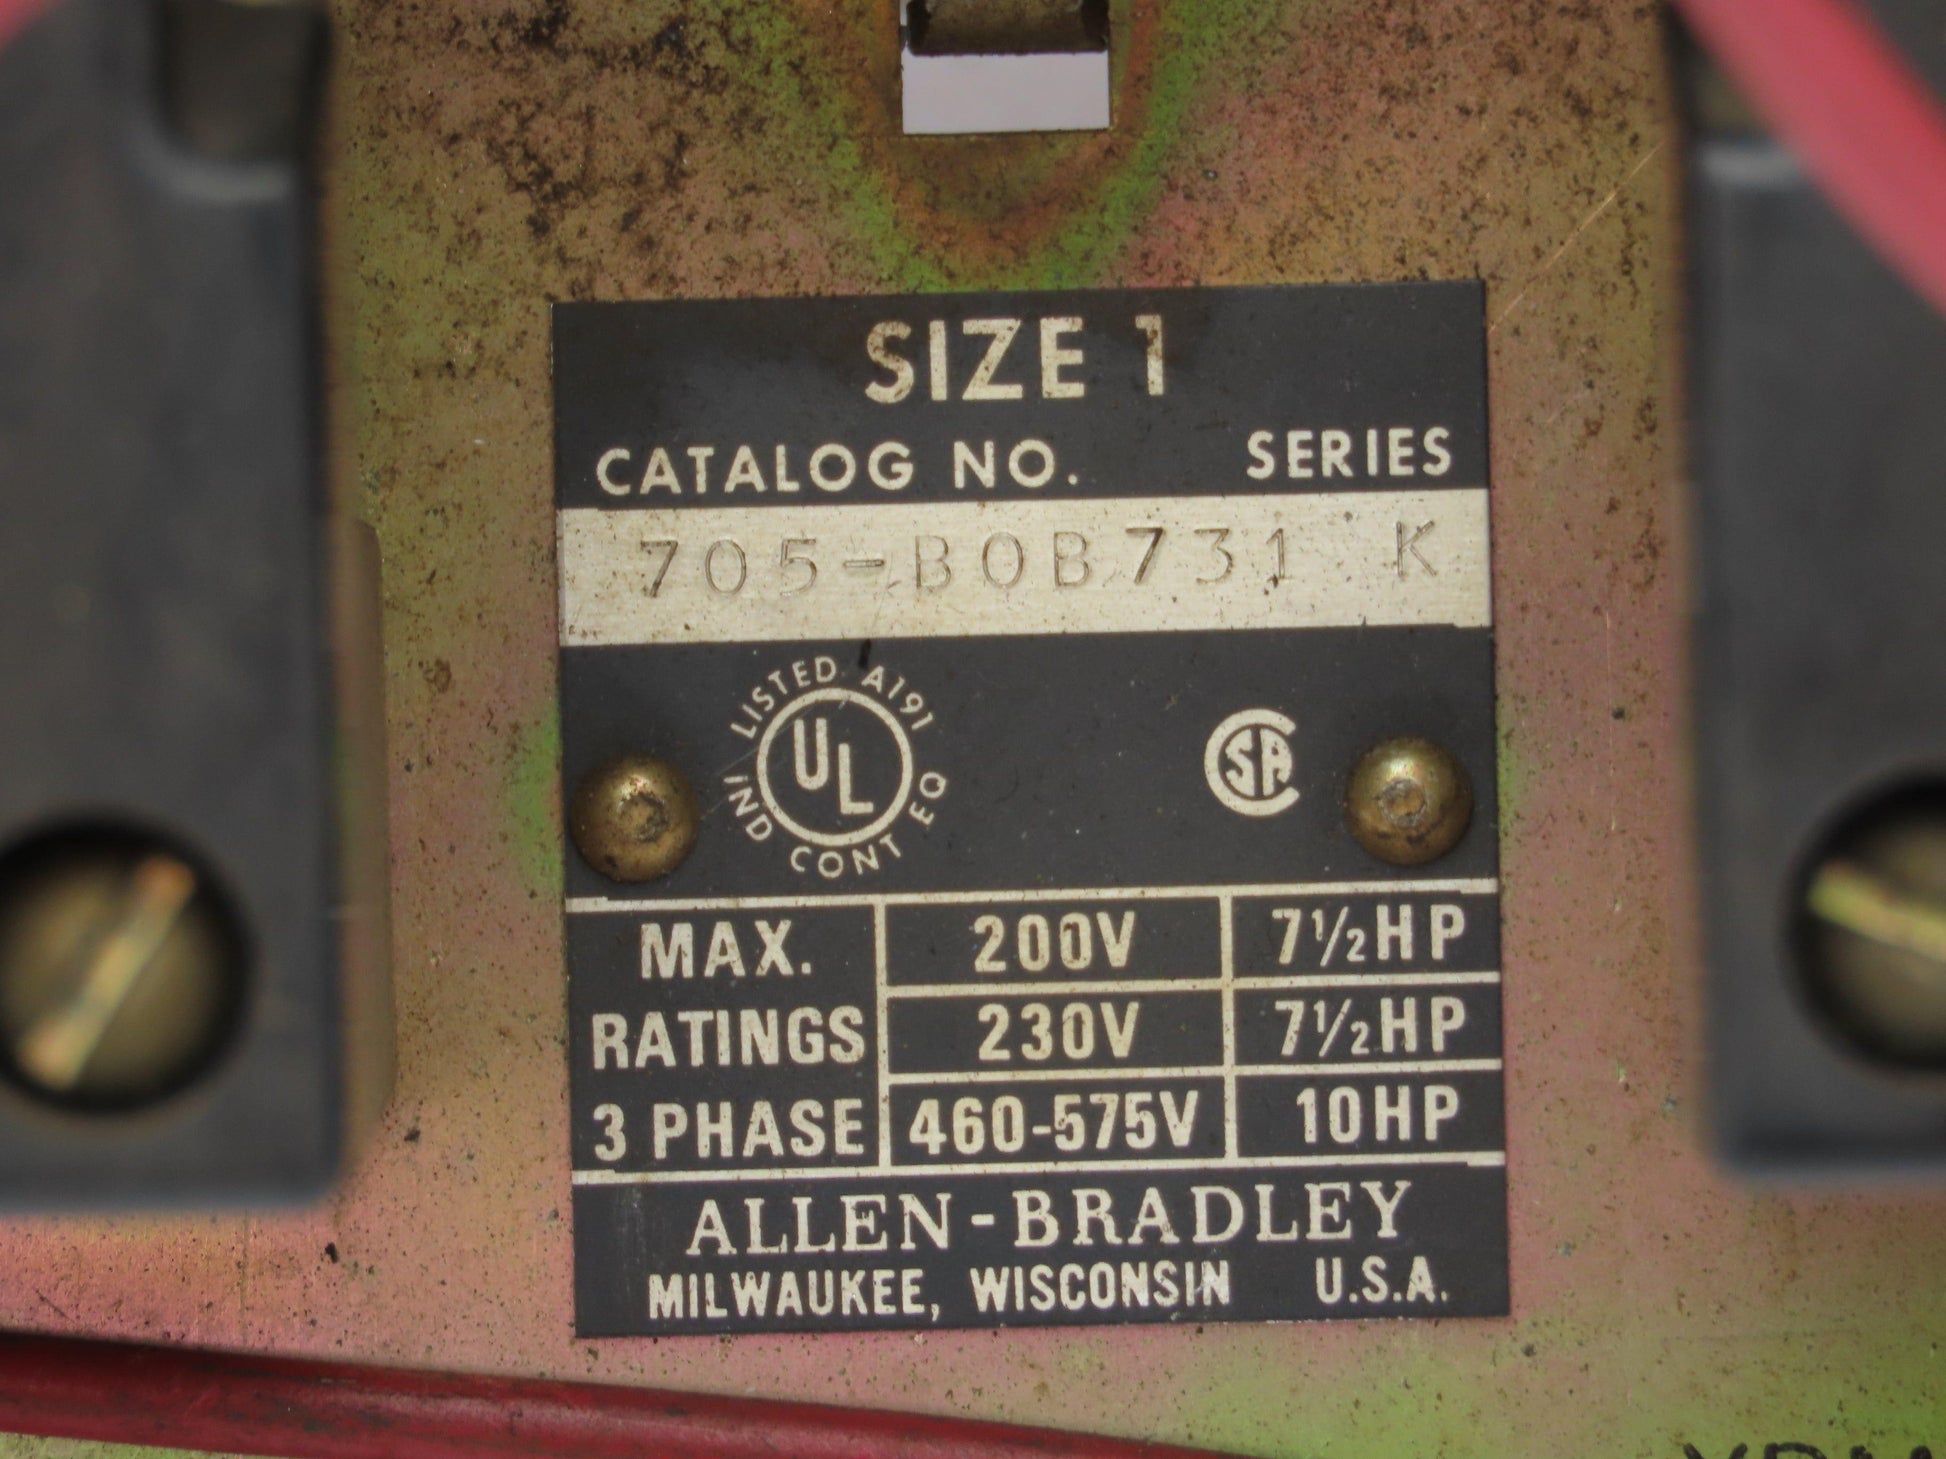 SIZE 1
CATALOG NO. SERIES
705-B0B731 K
LISTED A191
UL
IND CONT EQ
CSA
MAX. RATINGS 3 PHASE
200V 7½HP
230V 7½HP
460-575V 10HP
ALLEN-BRADLEY
MILWAUKEE, WISCONSIN U.S.A.